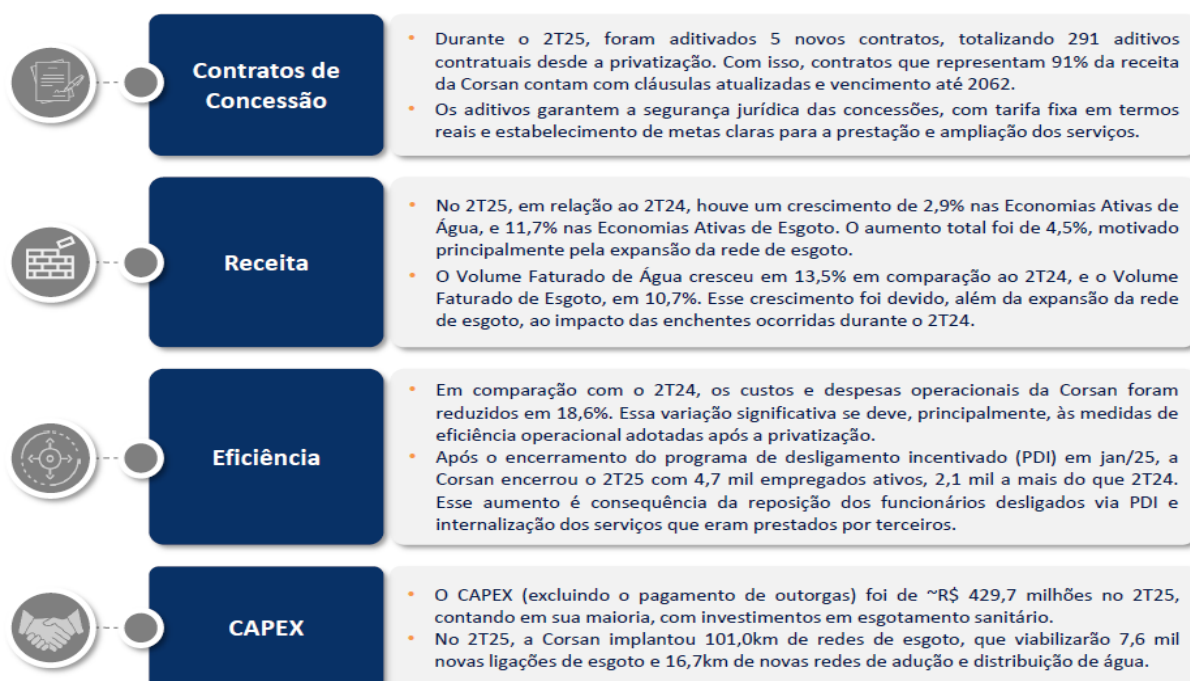 Contratos de
Concessão
• Durante o 2T25, foram aditivados 5 novos contratos, totalizando 291 aditivos
contratuais desde a privatização. Com isso, contratos que representam 91% da receita
da Corsan contam com cláusulas atualizadas e vencimento até 2062.
• Os aditivos garantem a segurança jurídica das concessões, com tarifa fixa em termos
reais e estabelecimento de metas claras para a prestação e ampliação dos serviços.
Receita
• No 2T25, em relação ao 2T24, houve um crescimento de 2,9% nas Economias Ativas de
Água, e 11,7% nas Economias Ativas de Esgoto. O aumento total foi de 4,5%, motivado
principalmente pela expansão da rede de esgoto.
• O Volume Faturado de Água cresceu em 13,5% em comparação ao 2T24, e o Volume
Faturado de Esgoto, em 10,7%. Esse crescimento foi devido, além da expansão da rede
de esgoto, ao impacto das enchentes ocorridas durante o 2T24.
Eficiência
• Em comparação com o 2T24, os custos e despesas operacionais da Corsan foram
reduzidos em 18,6%. Essa variação significativa se deve, principalmente, às medidas de
eficiência operacional adotadas após a privatização.
• Após o encerramento do programa de desligamento incentivado (PDI) em jan/25, a
Corsan encerrou o 2T25 com 4,7 mil empregados ativos, 2,1 mil a mais do que 2T24.
Esse aumento é consequência da reposição dos funcionários desligados via PDI e
internalização dos serviços que eram prestados por terceiros.
CAPEX
• O CAPEX (excluindo o pagamento de outorgas) foi de ~R$ 429,7 milhões no 2T25,
contando em sua maioria, com investimentos em esgotamento sanitário.
• No 2T25, a Corsan implantou 101,0km de redes de esgoto, que viabilizarão 7,6 mil
novas ligações de esgoto e 16,7km de novas redes de adução e distribuição de água.